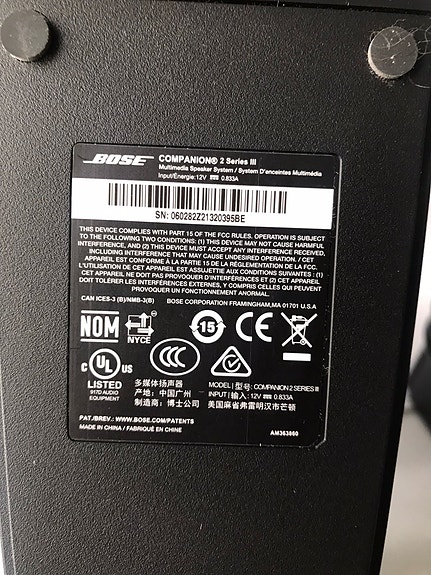 BOSE COMPANION® 2 Series III
Multimedia Speaker System / System D'enceintes Multimédia
Input/Énergie:12V ⎓ 0.833A
SN: 060282Z21320395BE
THIS DEVICE COMPLIES WITH PART 15 OF THE FCC RULES. OPERATION IS SUBJECT
TO THE FOLLOWING TWO CONDITIONS: (1) THIS DEVICE MAY NOT CAUSE HARMFUL
INTERFERENCE, AND (2) THIS DEVICE MUST ACCEPT ANY INTERFERENCE RECEIVED,
INCLUDING INTERFERENCE THAT MAY CAUSE UNDESIRED OPERATION. / CET
APPAREIL EST CONFORME À LA PARTIE 15 DE LA RÉGLEMENTATION DE LA FCC.
L'UTILISATION DE CET APPAREIL EST ASSUJETTIE AUX CONDITIONS SUIVANTES : (1)
CET APPAREIL NE DOIT PAS PROVOQUER D'INTERFÉRENCES ET (2) CET APPAREIL
DOIT TOLÉRER LES INTERFÉRENCES EXTERNES, Y COMPRIS CELLES QUI PEUVENT
PROVOQUER UN FONCTIONNEMENT ANORMAL.
CAN ICES-3 (B)/NMB-3(B) BOSE CORPORATION FRAMINGHAM, MA 01701 U.S.A
NOM NYCE 15 CE
C UL US CCC
LISTED
917D AUDIO
EQUIPMENT
多媒体扬声器
产地: 中国广州
制造商: 博士公司
MODEL | 型号: COMPANION 2 SERIES III
INPUT | 输入: 12V ⎓ 0.833A
美国麻省弗雷明汉市芒顿
PAT./BREV.: WWW.BOSE.COM/PATENTS
MADE IN CHINA / FABRIQUÉ EN CHINE
AM363860